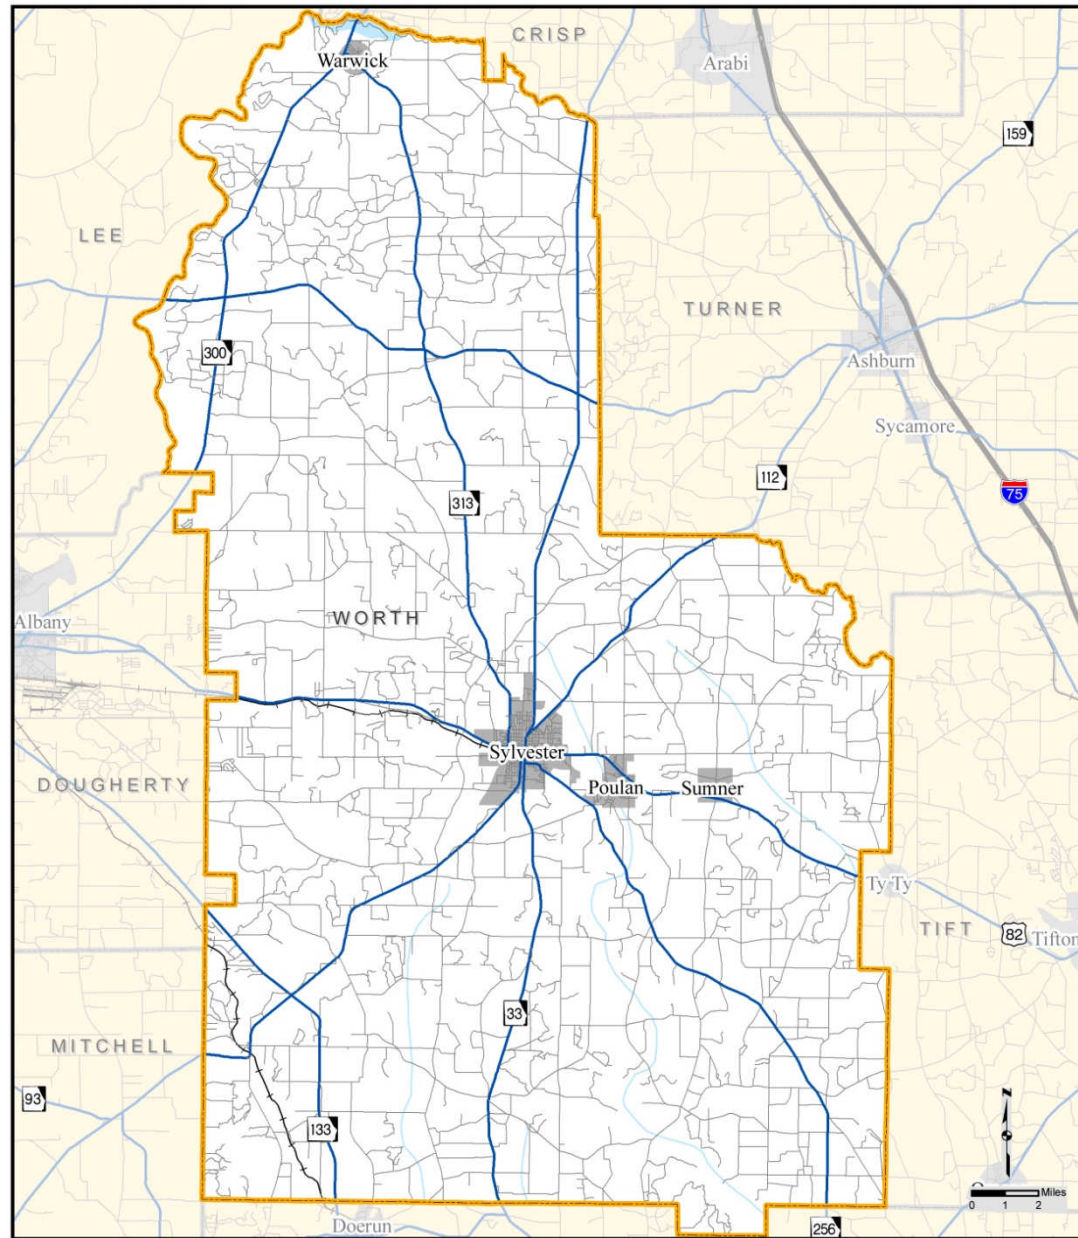 CRISP
Warwick
Arabi
159
LEE
TURNER
300
Ashburn
Sycamore
112
75
313
WORTH
Albany
Sylvester
DOUGHERTY
Poulan
Sumner
Ty Ty
TIFT
82
Tifton
33
MITCHELL
93
133
N
Miles
0 1 2
Doerun
256